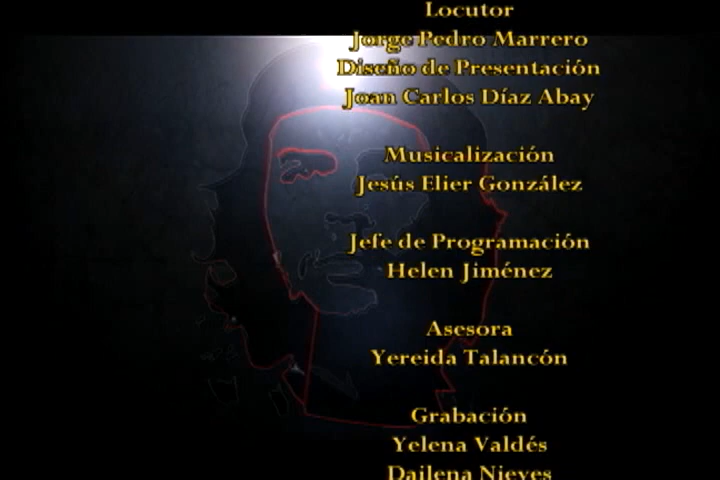 Locutor
Jorge Pedro Marrero
Diseño de Presentación
Joan Carlos Díaz Abay
Musicalización
Jesús Elier González
Jefe de Programación
Helen Jiménez
Asesora
Yereida Talancón
Grabación
Yelena Valdés
Dailena Nieves